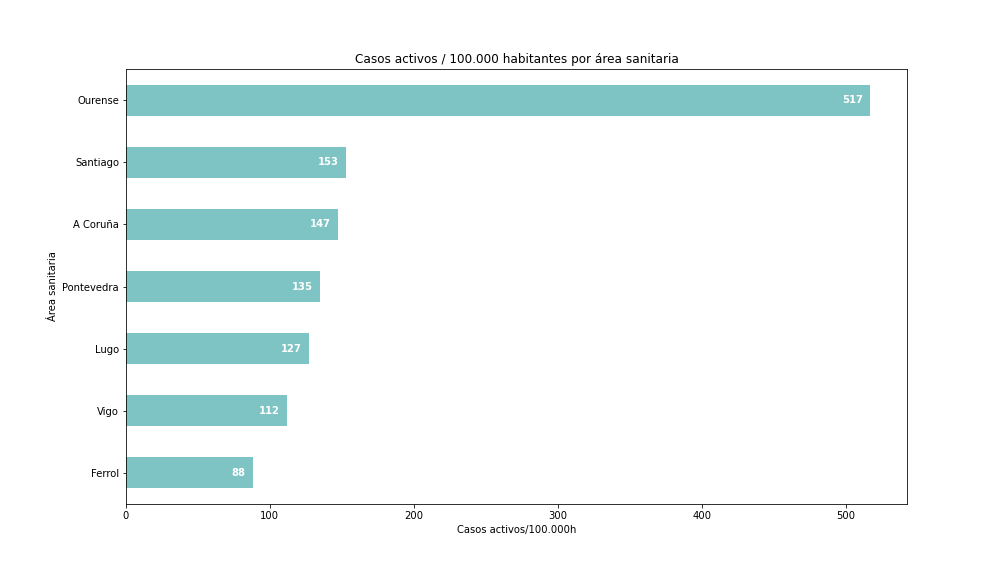 Casos activos / 100.000 habitantes por área sanitaria
Área sanitaria
Ourense 517
Santiago 153
A Coruña 147
Pontevedra 135
Lugo 127
Vigo 112
Ferrol 88
0 100 200 300 400 500
Casos activos/100.000h